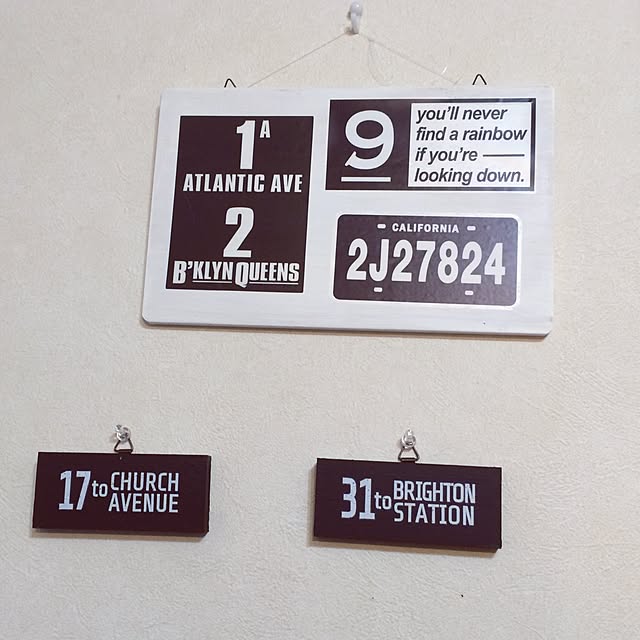 1A
ATLANTIC AVE
2
B'KLYN QUEENS
9
you'll never
find a rainbow
if you're —
looking down.
CALIFORNIA
2J27824
17 to CHURCH
AVENUE
31 to BRIGHTON
STATION